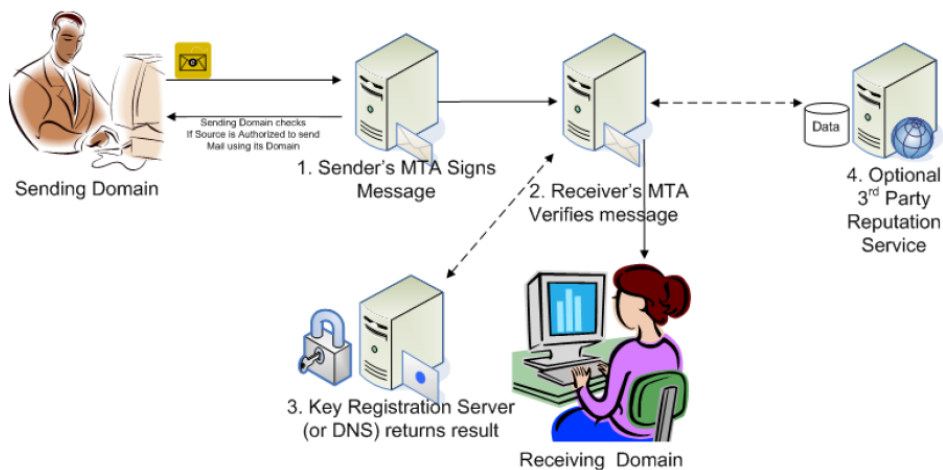 Sending Domain checks
If Source is Authorized to send
Mail using its Domain
Sending Domain
1. Sender's MTA Signs
Message
2. Receiver's MTA
Verifies message
Data
4. Optional
3rd Party
Reputation
Service
3. Key Registration Server
(or DNS) returns result
Receiving Domain